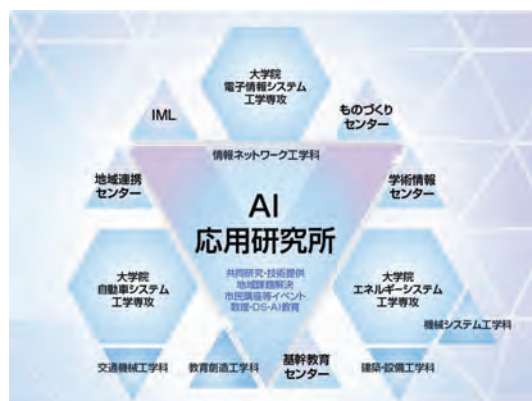 大学院
電子情報システム
工学専攻
IML
ものづくり
センター
情報ネットワーク工学科
地域連携
センター
学術情報
センター
AI
応用研究所
共同研究・技術提供
地域課題解決
市民講座等イベント
数理・DS・AI教育
大学院
自動車システム
工学専攻
大学院
エネルギーシステム
工学専攻
機械システム工学科
交通機械工学科
教育創造工学科
基幹教育
センター
建築・設備工学科